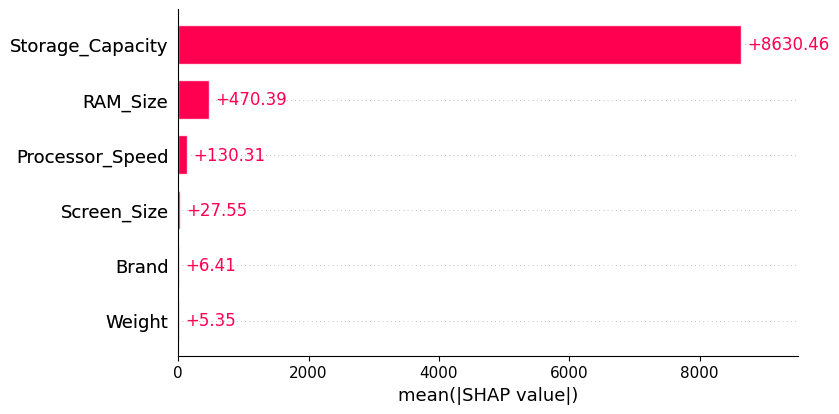 Storage_Capacity +8630.46
RAM_Size +470.39
Processor_Speed +130.31
Screen_Size +27.55
Brand +6.41
Weight +5.35
0 2000 4000 6000 8000
mean(|SHAP value|)